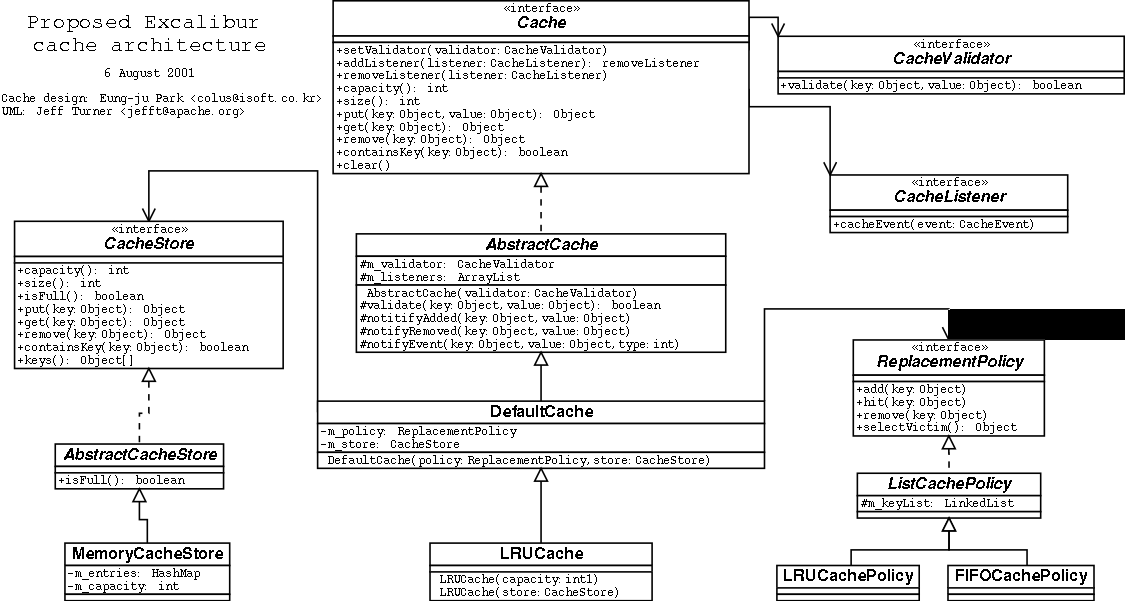 Proposed Excalibur
cache architecture
6 August 2001
Cache design: Eung-ju Park <colus@isoft.co.kr>
UML: Jeff Turner <jefft@apache.org>
«interface»
Cache
+setValidator(validator:CacheValidator)
+addListener(listener:CacheListener): removeListener
+removeListener(listener:CacheListener)
+capacity(): int
+size(): int
+put(key:Object,value:Object): Object
+get(key:Object): Object
+remove(key:Object): Object
+containsKey(key:Object): boolean
+clear()
«interface»
CacheValidator
+validate(key:Object,value:Object): boolean
«interface»
CacheListener
+cacheEvent(event:CacheEvent)
«interface»
CacheStore
+capacity(): int
+size(): int
+isFull(): boolean
+put(key:Object): Object
+get(key:Object): Object
+remove(key:Object): Object
+containsKey(key:Object): boolean
+keys(): Object[]
AbstractCache
#m_validator: CacheValidator
#m_listeners: ArrayList
AbstractCache(validator:CacheValidator)
#validate(key:Object,value:Object): boolean
#notitifyAdded(key:Object,value:Object)
#notifyRemoved(key:Object,value:Object)
#notifyEvent(key:Object,value:Object,type:int)
«interface»
ReplacementPolicy
+add(key:Object)
+hit(key:Object)
+remove(key:Object)
+selectVictim(): Object
DefaultCache
-m_policy: ReplacementPolicy
-m_store: CacheStore
DefaultCache(policy:ReplacementPolicy,store:CacheStore)
AbstractCacheStore
+isFull(): boolean
ListCachePolicy
#m_keyList: LinkedList
MemoryCacheStore
-m_entries: HashMap
-m_capacity: int
LRUCache
LRUCache(capacity:int1)
LRUCache(store:CacheStore)
LRUCachePolicy
FIFOCachePolicy